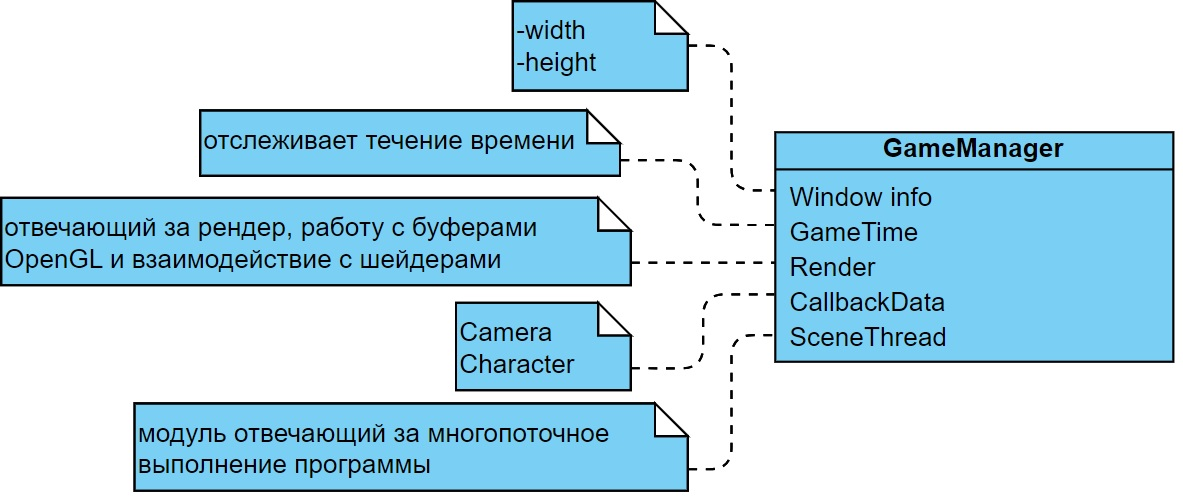 -width
-height
отслеживает течение времени
отвечающий за рендер, работу с буферами
OpenGL и взаимодействие с шейдерами
Camera
Character
модуль отвечающий за многопоточное
выполнение программы
GameManager
Window info
GameTime
Render
CallbackData
SceneThread